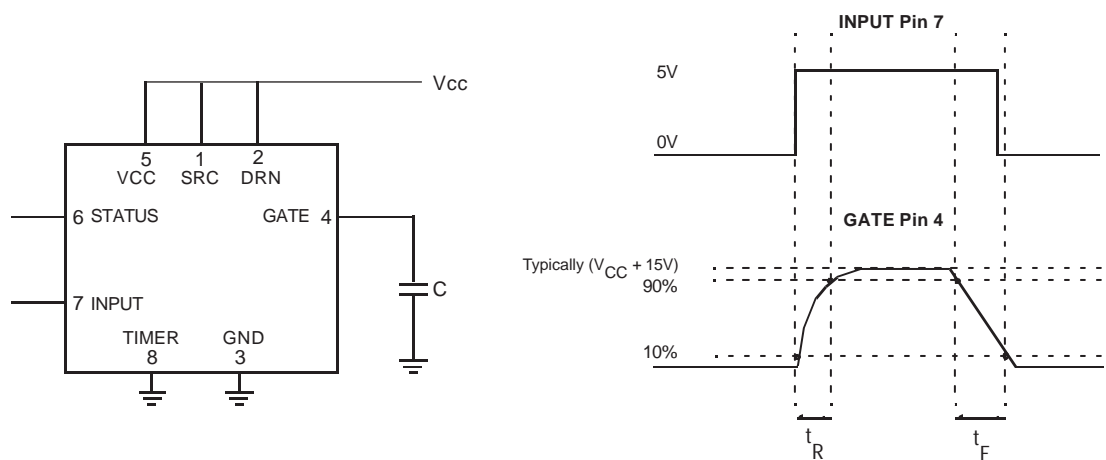 Vcc
5 1 2
VCC SRC DRN
6 STATUS
GATE 4
7 INPUT
C
TIMER GND
8 3
INPUT Pin 7
5V
0V
GATE Pin 4
Typically (VCC + 15V)
90%
10%
tR
tF